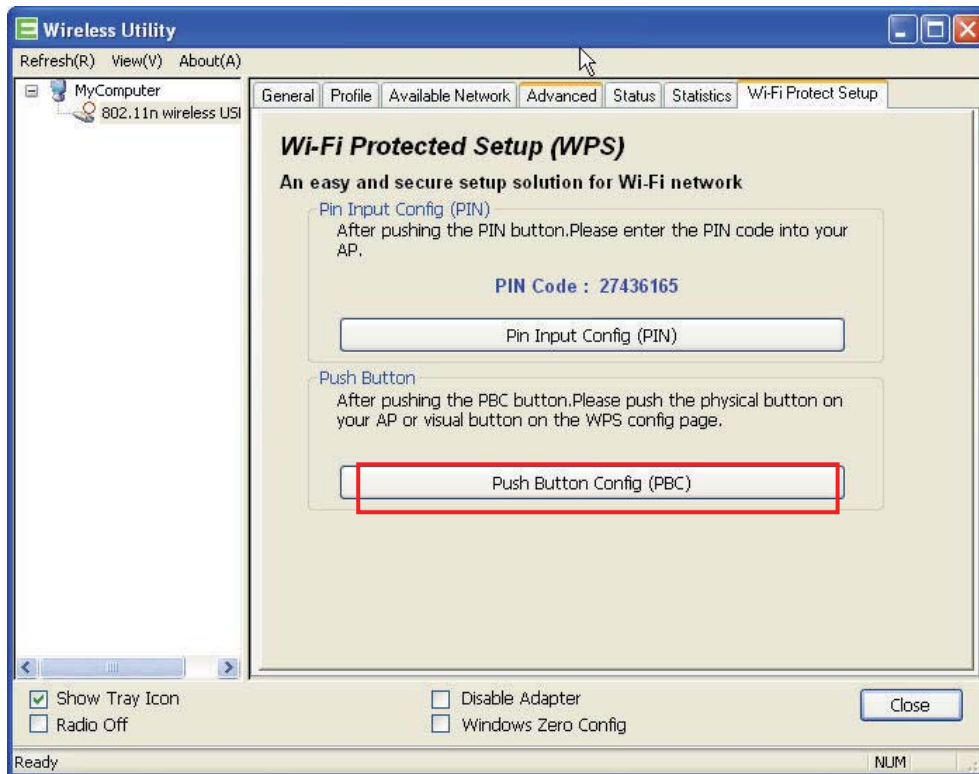 Wireless Utility
Refresh(R) View(V) About(A)
MyComputer
802.11n wireless USI
General Profile Available Network Advanced Status Statistics Wi-Fi Protect Setup
Wi-Fi Protected Setup (WPS)
An easy and secure setup solution for Wi-Fi network
Pin Input Config (PIN)
After pushing the PIN button.Please enter the PIN code into your
AP.
PIN Code : 27436165
Pin Input Config (PIN)
Push Button
After pushing the PBC button.Please push the physical button on
your AP or visual button on the WPS config page.
Push Button Config (PBC)
Show Tray Icon
Radio Off
Disable Adapter
Windows Zero Config
Close
Ready
NUM